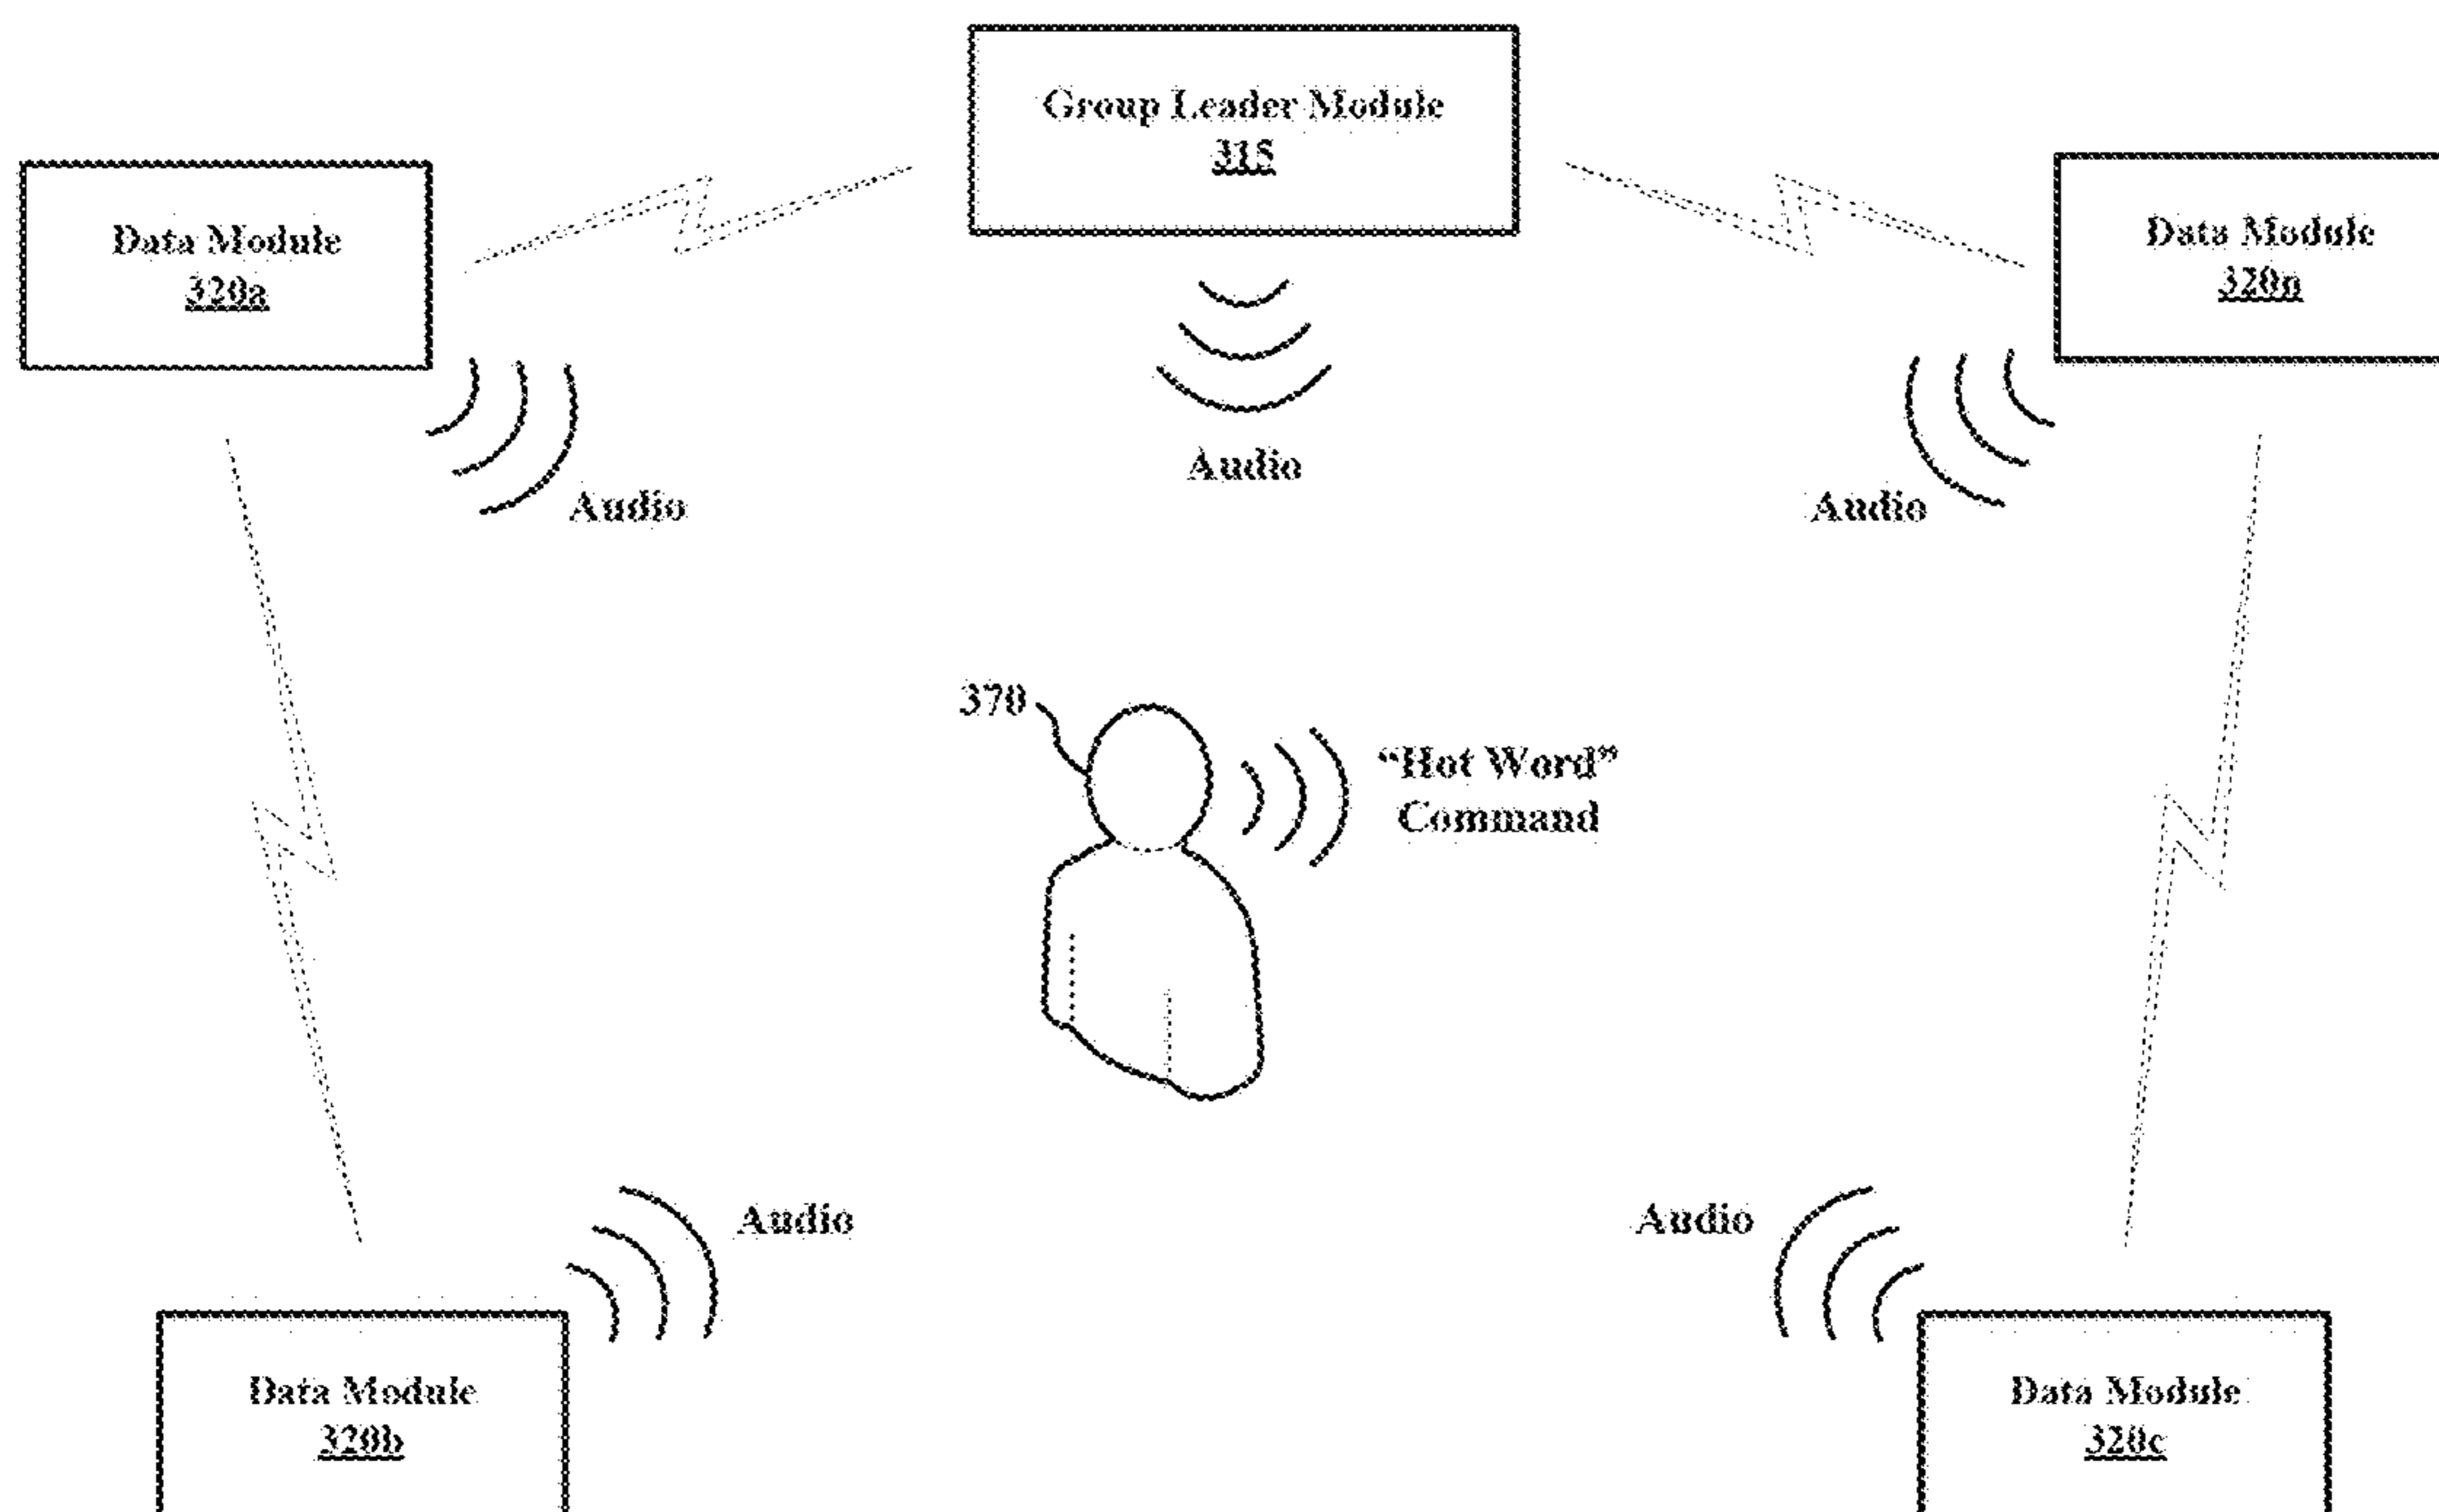 Group Leader Module
315
Data Module
320a
Data Module
320n
Audio
Audio
Audio
370
“Hot Word”
Command
Audio
Audio
Data Module
320b
Data Module
320c